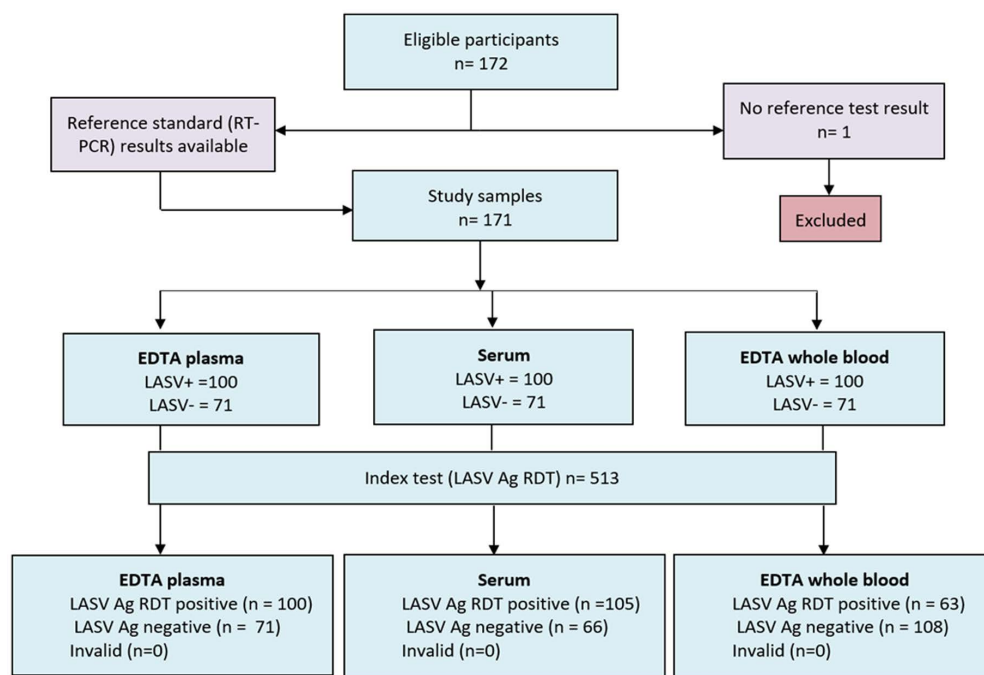 Eligible participants
n= 172
Reference standard (RT-
PCR) results available
No reference test result
n= 1
Study samples
n= 171
Excluded
EDTA plasma
LASV+ =100
LASV- = 71
Serum
LASV+ = 100
LASV- = 71
EDTA whole blood
LASV+ = 100
LASV- = 71
Index test (LASV Ag RDT) n= 513
EDTA plasma
LASV Ag RDT positive (n = 100)
LASV Ag negative (n = 71)
Invalid (n=0)
Serum
LASV Ag RDT positive (n =105)
LASV Ag negative (n = 66)
Invalid (n=0)
EDTA whole blood
LASV Ag RDT positive (n = 63)
LASV Ag negative (n = 108)
Invalid (n=0)